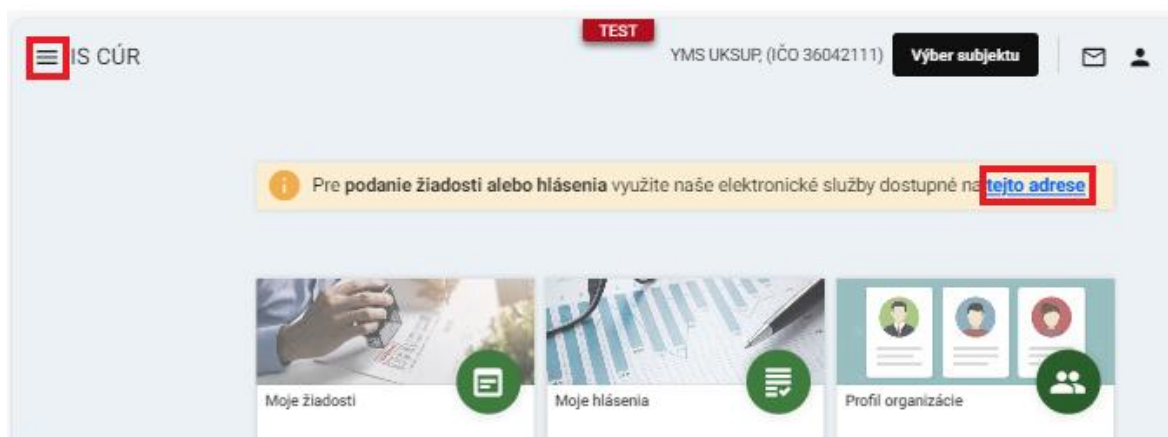 TEST
IS CÚR
YMS UKSUP, (IČO 36042111) Výber subjektu
Pre podanie žiadosti alebo hlásenia využite naše elektronické služby dostupné na tejto adrese
Moje žiadosti
Moje hlásenia
Profil organizácie